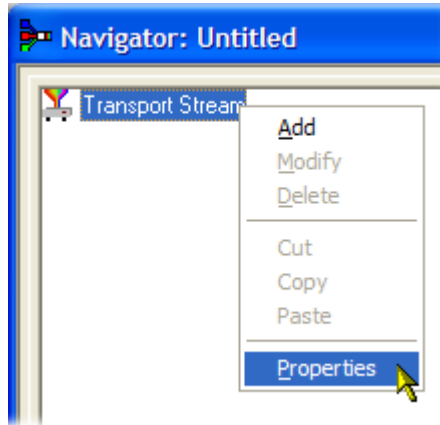 Navigator: Untitled
Transport Stream
Add
Modify
Delete
Cut
Copy
Paste
Properties